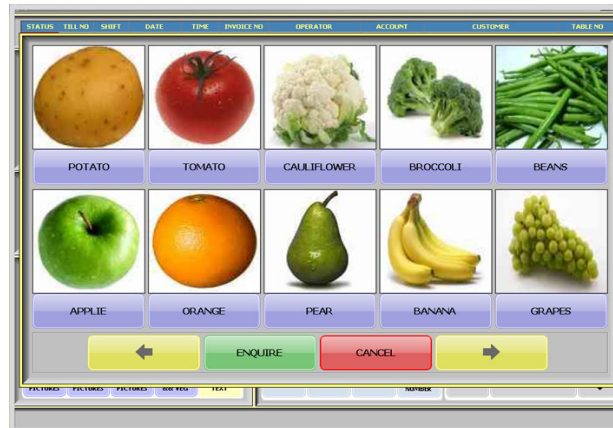 STATUS TILL NO SHIFT DATE TIME INVOICE NO OPERATOR ACCOUNT CUSTOMER TABLE NO
POTATO TOMATO CAULIFLOWER BROCCOLI BEANS
APPLIE ORANGE PEAR BANANA GRAPES
ENQUIRE CANCEL
PICTURES PICTURES PICTURES && VEG TEXT NUMBER